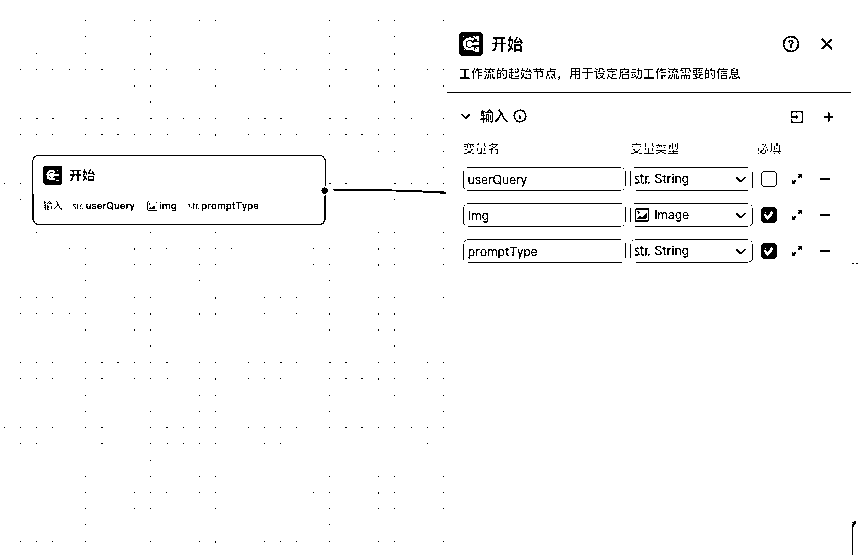 开始
输入 str. userQuery img str. promptType
开始
工作流的起始节点，用于设定启动工作流需要的信息
输入
变量名 变量类型 必填
userQuery str. String
img Image
promptType str. String